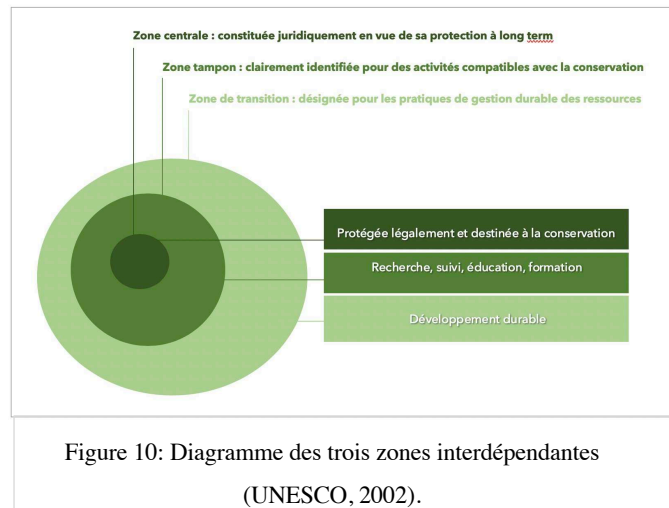 Zone centrale : constituée juridiquement en vue de sa protection à long term
Zone tampon : clairement identifiée pour des activités compatibles avec la conservation
Zone de transition : désignée pour les pratiques de gestion durable des ressources
Protégée légalement et destinée à la conservation
Recherche, suivi, éducation, formation
Développement durable
Figure 10: Diagramme des trois zones interdépendantes
(UNESCO, 2002).